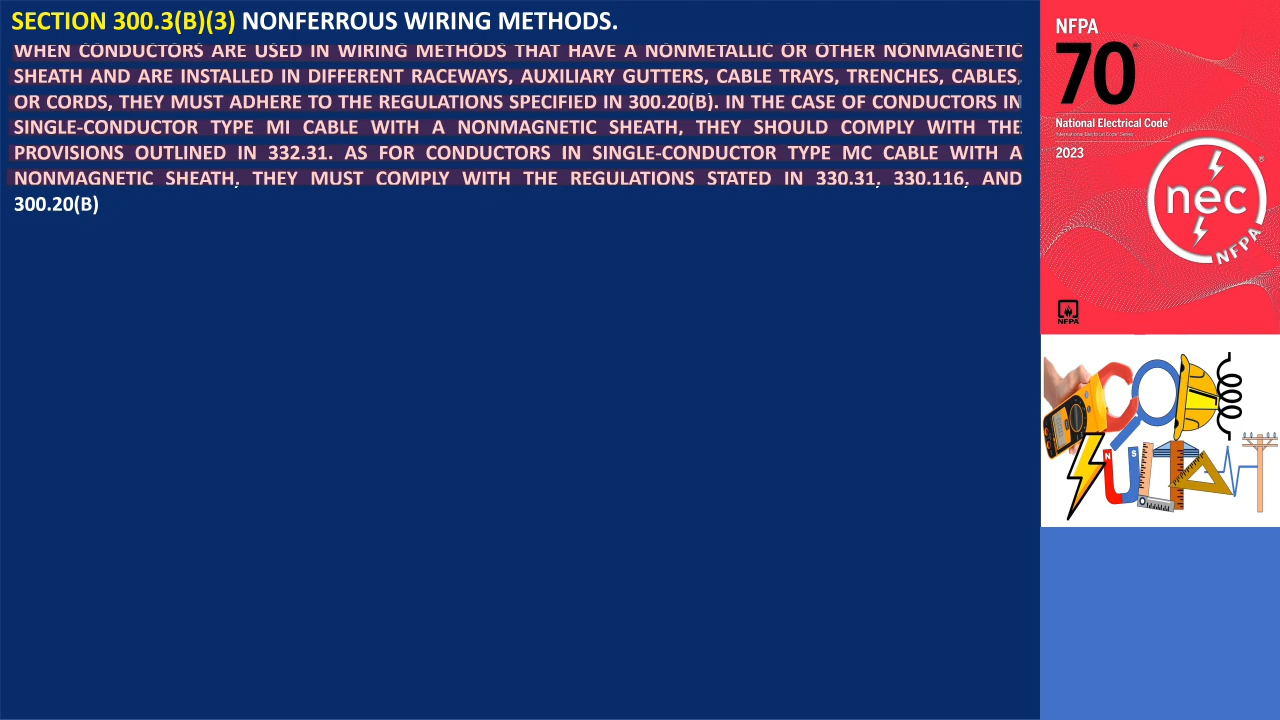 SECTION 300.3(B)(3) NONFERROUS WIRING METHODS.
WHEN CONDUCTORS ARE USED IN WIRING METHODS THAT HAVE A NONMETALLIC OR OTHER NONMAGNETIC
SHEATH AND ARE INSTALLED IN DIFFERENT RACEWAYS, AUXILIARY GUTTERS, CABLE TRAYS, TRENCHES, CABLES,
OR CORDS, THEY MUST ADHERE TO THE REGULATIONS SPECIFIED IN 300.20(B). IN THE CASE OF CONDUCTORS IN
SINGLE-CONDUCTOR TYPE MI CABLE WITH A NONMAGNETIC SHEATH, THEY SHOULD COMPLY WITH THE
PROVISIONS OUTLINED IN 332.31. AS FOR CONDUCTORS IN SINGLE-CONDUCTOR TYPE MC CABLE WITH A
NONMAGNETIC SHEATH, THEY MUST COMPLY WITH THE REGULATIONS STATED IN 330.31, 330.116, AND
300.20(B)
NFPA
70®
National Electrical Code®
International Electrical Code® Series
2023
nec®
NFPA
NFPA
N S